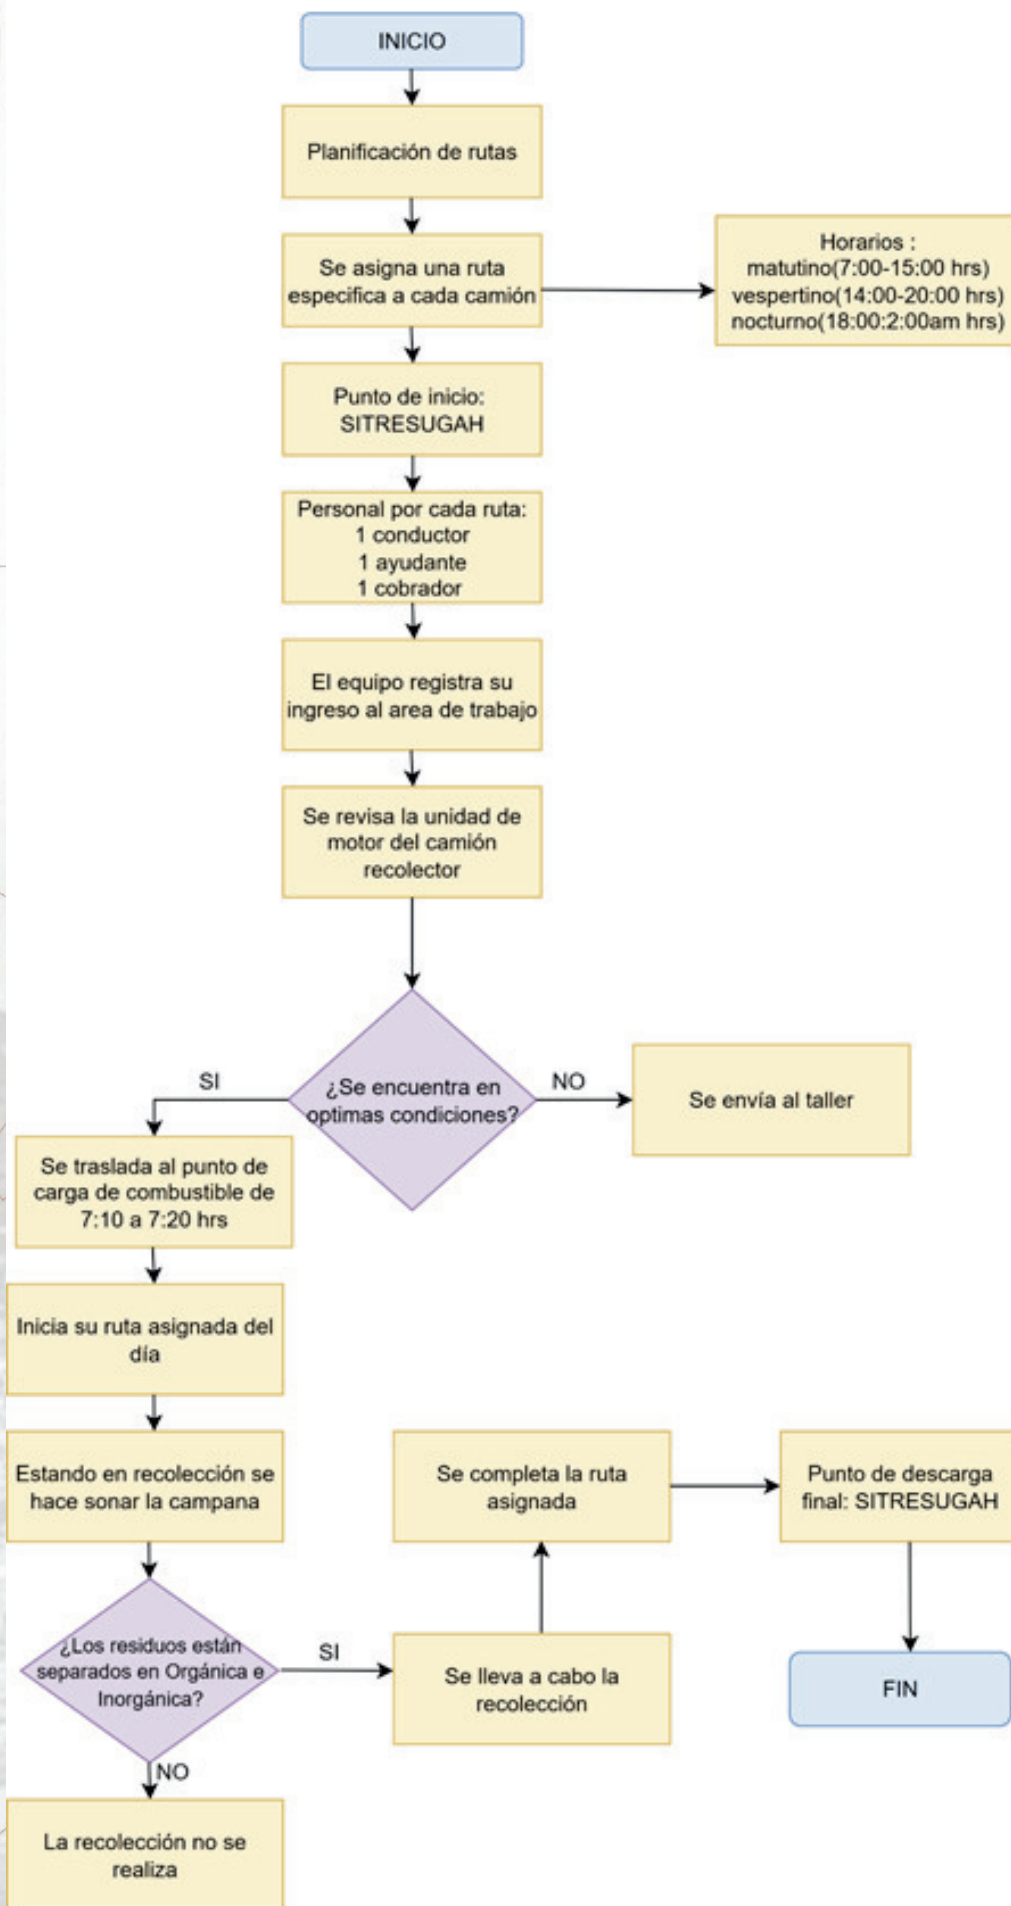 INICIO
Planificación de rutas
Se asigna una ruta
especifica a cada camión
Horarios :
matutino(7:00-15:00 hrs)
vespertino(14:00-20:00 hrs)
nocturno(18:00:2:00am hrs)
Punto de inicio:
SITRESUGAH
Personal por cada ruta:
1 conductor
1 ayudante
1 cobrador
El equipo registra su
ingreso al area de trabajo
Se revisa la unidad de
motor del camión
recolector
¿Se encuentra en
optimas condiciones?
SI
NO
Se envía al taller
Se traslada al punto de
carga de combustible de
7:10 a 7:20 hrs
Inicia su ruta asignada del
día
Estando en recolección se
hace sonar la campana
¿Los residuos están
separados en Orgánica e
Inorgánica?
SI
NO
Se lleva a cabo la
recolección
Se completa la ruta
asignada
Punto de descarga
final: SITRESUGAH
FIN
La recolección no se
realiza